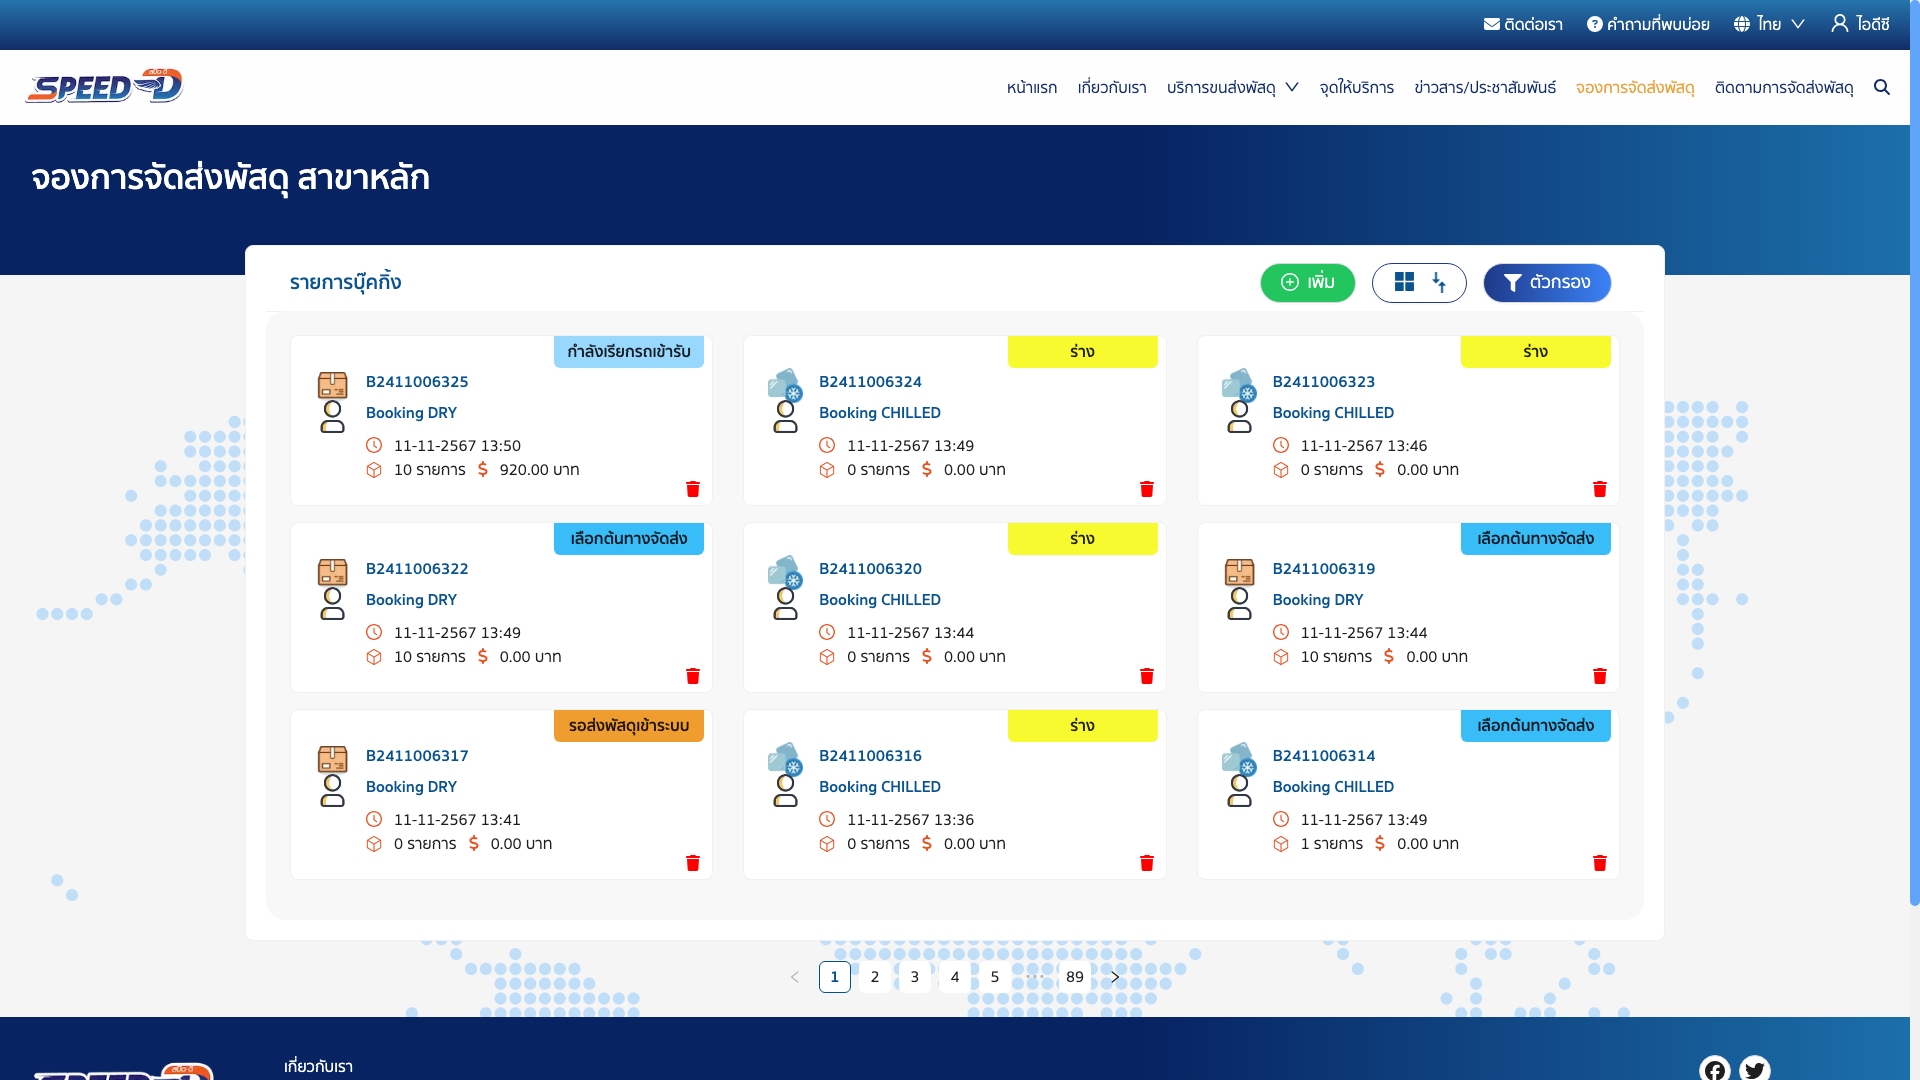 ติดต่อเรา คำถามที่พบบ่อย ไทย ไอดีซี
สปีด-ดี
SPEED-D
หน้าแรก เกี่ยวกับเรา บริการขนส่งพัสดุ จุดให้บริการ ข่าวสาร/ประชาสัมพันธ์ จองการจัดส่งพัสดุ ติดตามการจัดส่งพัสดุ
จองการจัดส่งพัสดุ สาขาหลัก
รายการบุ๊คกิ้ง
เพิ่ม
ตัวกรอง
กำลังเรียกรถเข้ารับ
B2411006325
Booking DRY
11-11-2567 13:50
10 รายการ $ 920.00 บาท
ร่าง
B2411006324
Booking CHILLED
11-11-2567 13:49
0 รายการ $ 0.00 บาท
ร่าง
B2411006323
Booking CHILLED
11-11-2567 13:46
0 รายการ $ 0.00 บาท
เลือกต้นทางจัดส่ง
B2411006322
Booking DRY
11-11-2567 13:49
10 รายการ $ 0.00 บาท
ร่าง
B2411006320
Booking CHILLED
11-11-2567 13:44
0 รายการ $ 0.00 บาท
เลือกต้นทางจัดส่ง
B2411006319
Booking DRY
11-11-2567 13:44
10 รายการ $ 0.00 บาท
รอส่งพัสดุเข้าระบบ
B2411006317
Booking DRY
11-11-2567 13:41
0 รายการ $ 0.00 บาท
ร่าง
B2411006316
Booking CHILLED
11-11-2567 13:36
0 รายการ $ 0.00 บาท
เลือกต้นทางจัดส่ง
B2411006314
Booking CHILLED
11-11-2567 13:49
1 รายการ $ 0.00 บาท
1 2 3 4 5 ••• 89
สปีด-ดี
SPEED-D
เกี่ยวกับเรา